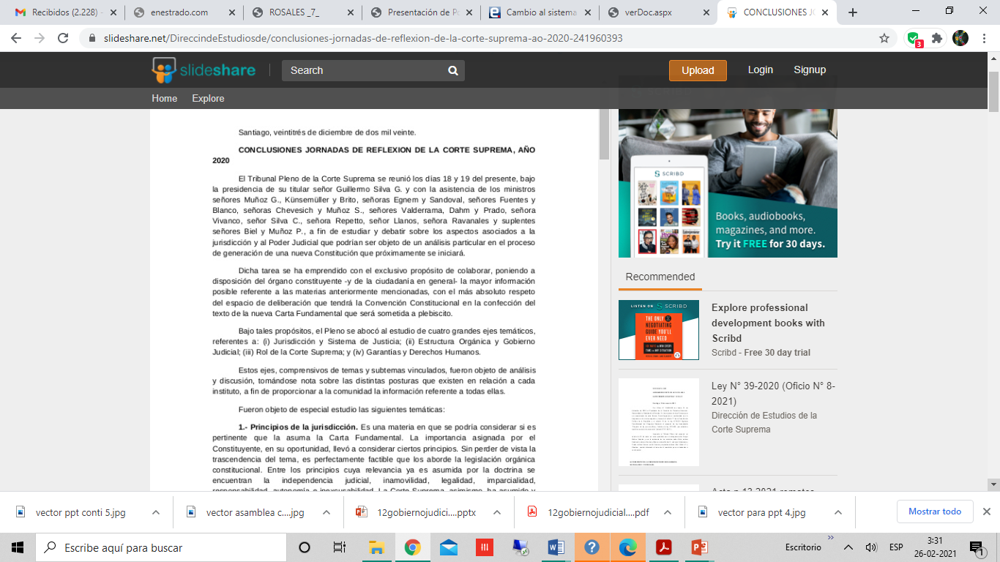 Recibidos (2.228) -
enestrado.com
ROSALES _7_
Presentación de Po
Cambio al sistema
verDoc.aspx
CONCLUSIONES JO
slideshare.net/DireccindeEstudiosde/conclusiones-jornadas-de-reflexion-de-la-corte-suprema-ao-2020-241960393
3
slideshare
Search
Upload
Login
Signup
Home
Explore
Santiago, veintitrés de diciembre de dos mil veinte.
CONCLUSIONES JORNADAS DE REFLEXION DE LA CORTE SUPREMA, AÑO
2020
El Tribunal Pleno de la Corte Suprema se reunió los días 18 y 19 del presente, bajo
la presidencia de su titular señor Guillermo Silva G. y con la asistencia de los ministros
señores Muñoz G., Künsemüller y Brito, señoras Egnem y Sandoval, señores Fuentes y
Blanco, señoras Chevesich y Muñoz S., señores Valderrama, Dahm y Prado, señora
Vivanco, señor Silva C., señora Repetto, señor Llanos, señora Ravanales y suplentes
señores Biel y Muñoz P., a fin de estudiar y debatir sobre los aspectos asociados a la
jurisdicción y al Poder Judicial que podrían ser objeto de un análisis particular en el proceso
de generación de una nueva Constitución que próximamente se iniciará.
Dicha tarea se ha emprendido con el exclusivo propósito de colaborar, poniendo a
disposición del órgano constituyente -y de la ciudadanía en general- la mayor información
posible referente a las materias anteriormente mencionadas, con el más absoluto respeto
del espacio de deliberación que tendrá la Convención Constitucional en la confección del
texto de la nueva Carta Fundamental que será sometida a plebiscito.
Bajo tales propósitos, el Pleno se abocó al estudio de cuatro grandes ejes temáticos,
referentes a: (i) Jurisdicción y Sistema de Justicia; (ii) Estructura Orgánica y Gobierno
Judicial; (iii) Rol de la Corte Suprema; y (iv) Garantías y Derechos Humanos.
Estos ejes, comprensivos de temas y subtemas vinculados, fueron objeto de análisis
y discusión, tomándose nota sobre las distintas posturas que existen en relación a cada
instituto, a fin de proporcionar a la comunidad la información referente a todas ellas.
Fueron objeto de especial estudio las siguientes temáticas:
1.- Principios de la jurisdicción. Es una materia en que se podría considerar si es
pertinente que la asuma la Carta Fundamental. La importancia asignada por el
Constituyente, en su oportunidad, llevó a considerar ciertos principios. Sin perder de vista la
trascendencia del tema, es perfectamente factible que los aborde la legislación orgánica
constitucional. Entre los principios cuya relevancia ya es asumida por la doctrina se
encuentran la independencia judicial, inamovilidad, legalidad, imparcialidad,
responsabilidad, autonomía e inexcusabilidad. La Corte Suprema, asimismo, ha asumido y
SCRIBD
Books, audiobooks,
magazines, and more.
Try it FREE for 30 days.
Recommended
LISTEN ON SCRIBD
THE ONLY
NEGOTIATING
GUIDE YOU'LL
EVER NEED
Explore professional
development books with
Scribd
Scribd - Free 30 day trial
Ley N° 39-2020 (Oficio N° 8-
2021)
Dirección de Estudios de la
Corte Suprema
Acta n 13 2021 remates
vector ppt conti 5.jpg
vector asamblea c....jpg
12gobiernojudici....pptx
12gobiernojudicial....pdf
vector para ppt 4.jpg
Mostrar todo
Escribe aquí para buscar
Escritorio
ESP
3:31
26-02-2021
1